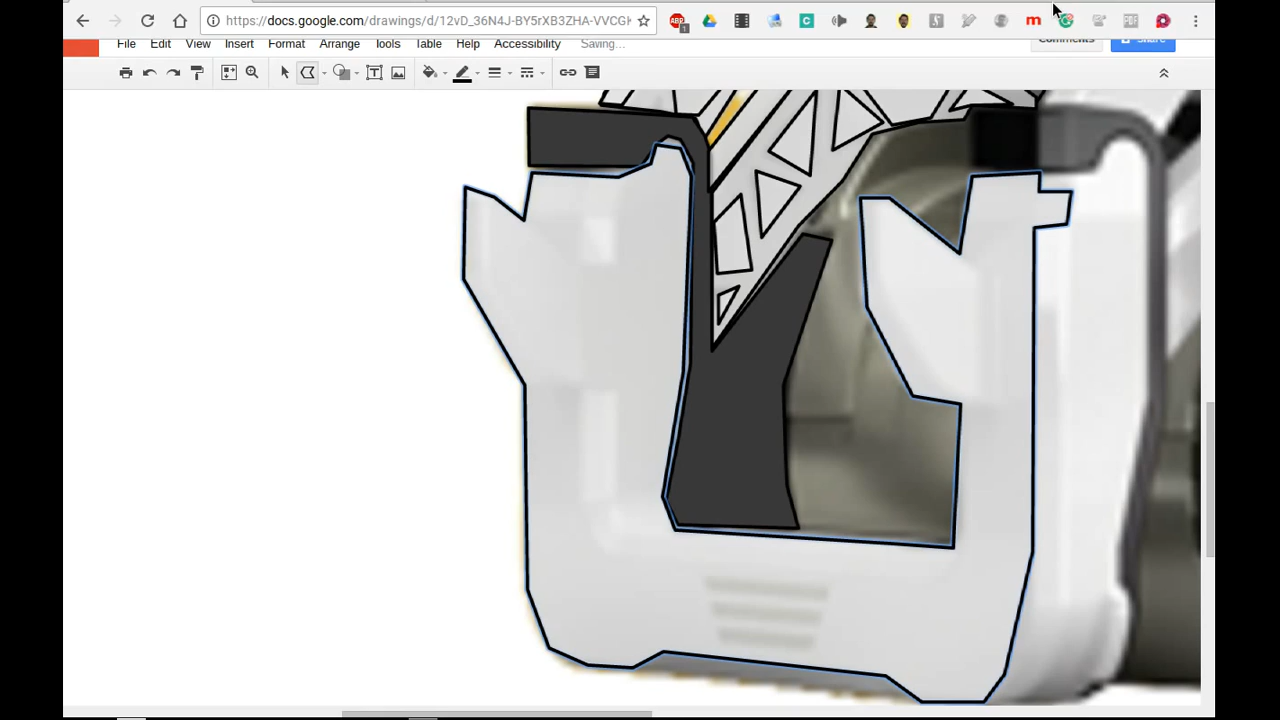 https://docs.google.com/drawings/d/12vD_36N4J-BY5rXB3ZHA-VVCGK
File Edit View Insert Format Arrange Tools Table Help Accessibility Saving...
Comments Share